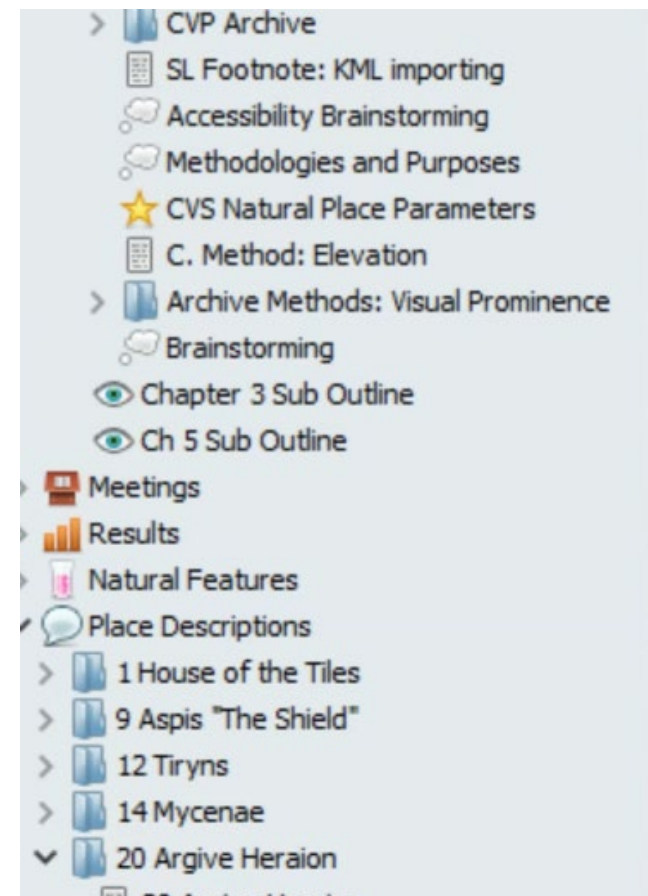 CVP Archive
SL Footnote: KML importing
Accessibility Brainstorming
Methodologies and Purposes
CVS Natural Place Parameters
C. Method: Elevation
Archive Methods: Visual Prominence
Brainstorming
Chapter 3 Sub Outline
Ch 5 Sub Outline
Meetings
Results
Natural Features
Place Descriptions
1 House of the Tiles
9 Aspis "The Shield"
12 Tiryns
14 Mycenae
20 Argive Heraion